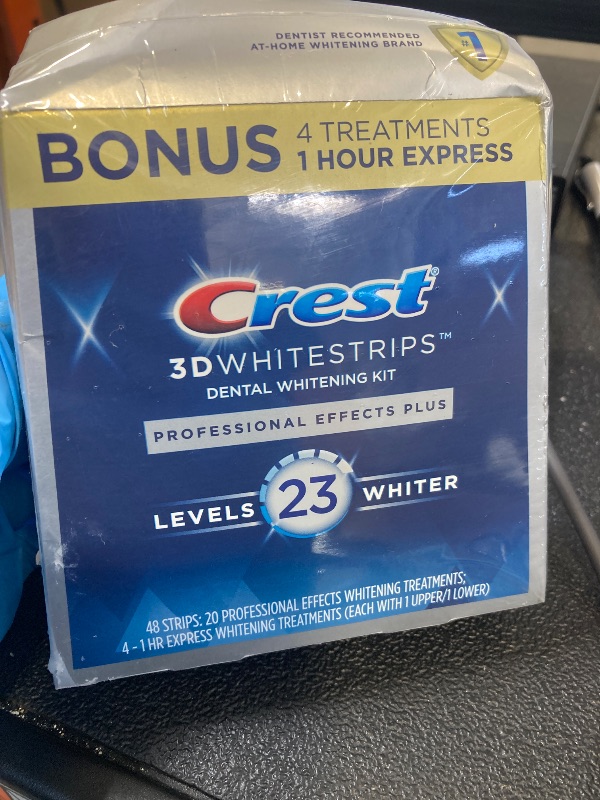 DENTIST RECOMMENDED
AT-HOME WHITENING BRAND
#1
BONUS 4 TREATMENTS
1 HOUR EXPRESS
Crest®
3DWHITESTRIPS™
DENTAL WHITENING KIT
PROFESSIONAL EFFECTS PLUS
LEVELS 23 WHITER
48 STRIPS: 20 PROFESSIONAL EFFECTS WHITENING TREATMENTS;
4 - 1 HR EXPRESS WHITENING TREATMENTS (EACH WITH 1 UPPER/1 LOWER)